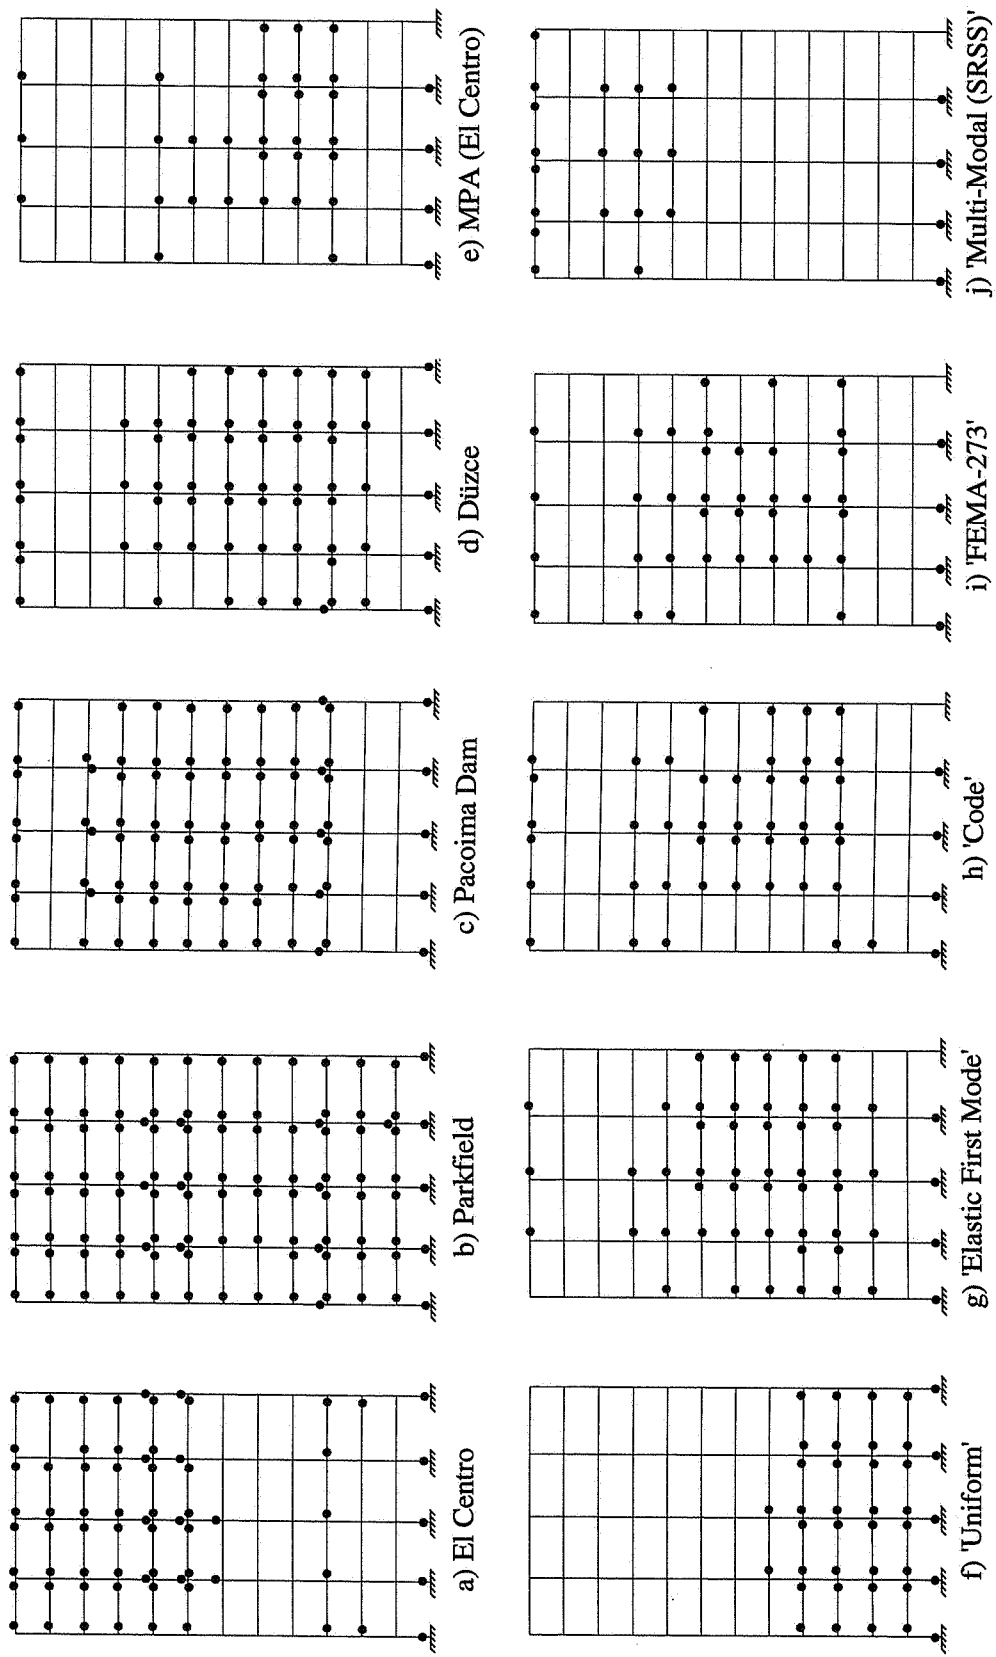 a) El Centro
b) Parkfield
c) Pacoima Dam
d) Düzce
e) MPA (El Centro)
f) 'Uniform'
g) 'Elastic First Mode'
h) 'Code'
i) 'FEMA-273'
j) 'Multi-Modal (SRSS)'